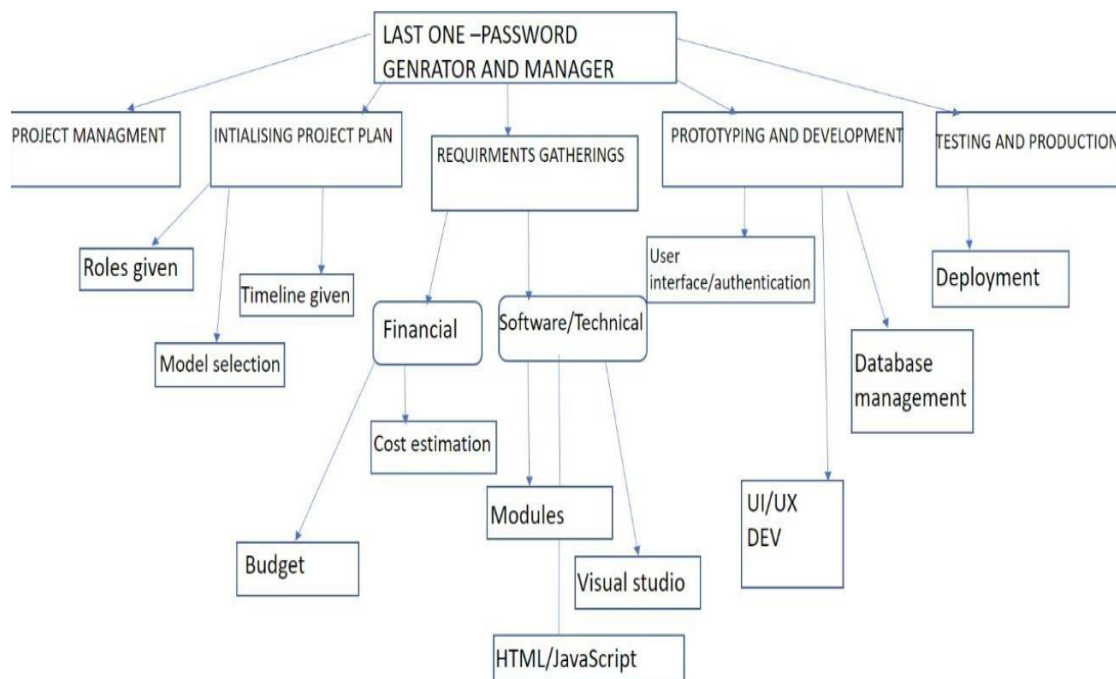 LAST ONE –PASSWORD
GENRATOR AND MANAGER
PROJECT MANAGMENT
INTIALISING PROJECT PLAN
REQUIRMENTS GATHERINGS
PROTOTYPING AND DEVELOPMENT
TESTING AND PRODUCTION
Roles given
Timeline given
Model selection
Financial
Software/Technical
User
interface/authentication
Deployment
Database
management
Cost estimation
Modules
UI/UX
DEV
Budget
Visual studio
HTML/JavaScript